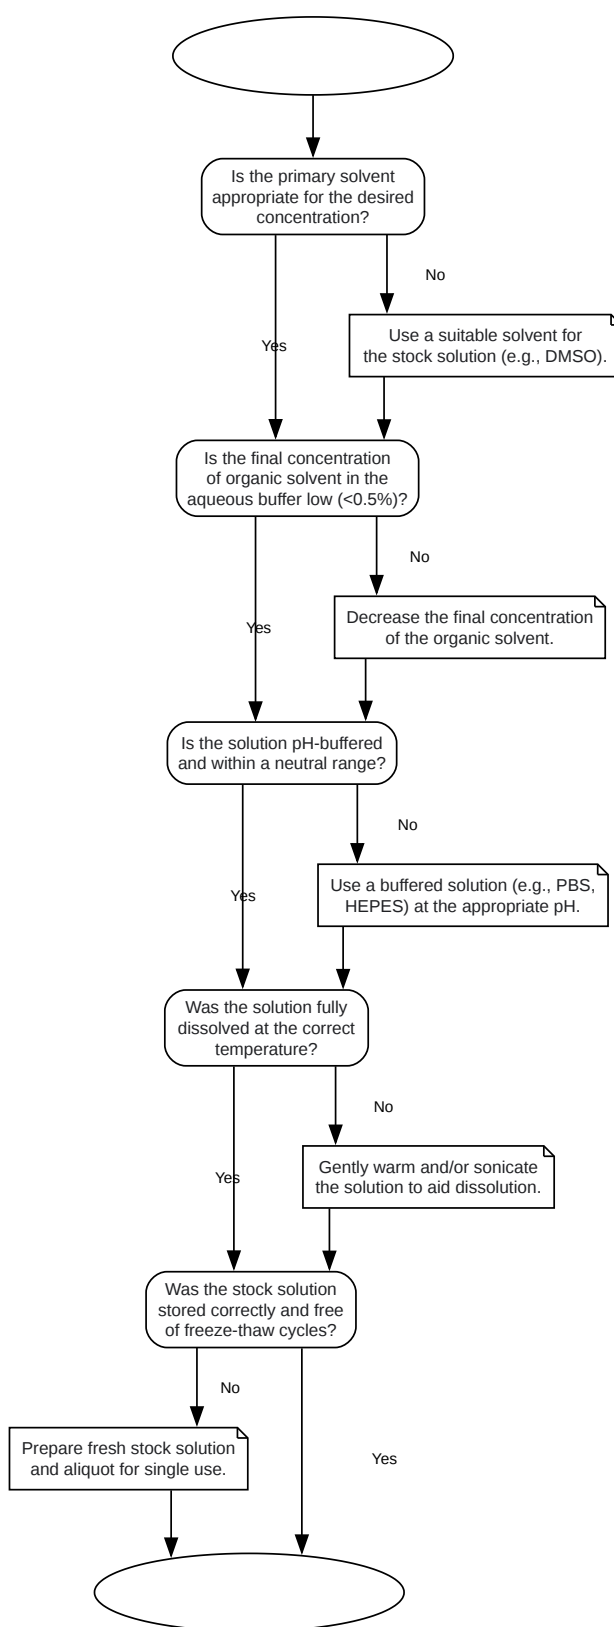 Is the primary solvent
appropriate for the desired
concentration?
No
Yes
Use a suitable solvent for
the stock solution (e.g., DMSO).
Is the final concentration
of organic solvent in the
aqueous buffer low (<0.5%)?
No
Yes
Decrease the final concentration
of the organic solvent.
Is the solution pH-buffered
and within a neutral range?
No
Yes
Use a buffered solution (e.g., PBS,
HEPES) at the appropriate pH.
Was the solution fully
dissolved at the correct
temperature?
No
Yes
Gently warm and/or sonicate
the solution to aid dissolution.
Was the stock solution
stored correctly and free
of freeze-thaw cycles?
No
Yes
Prepare fresh stock solution
and aliquot for single use.